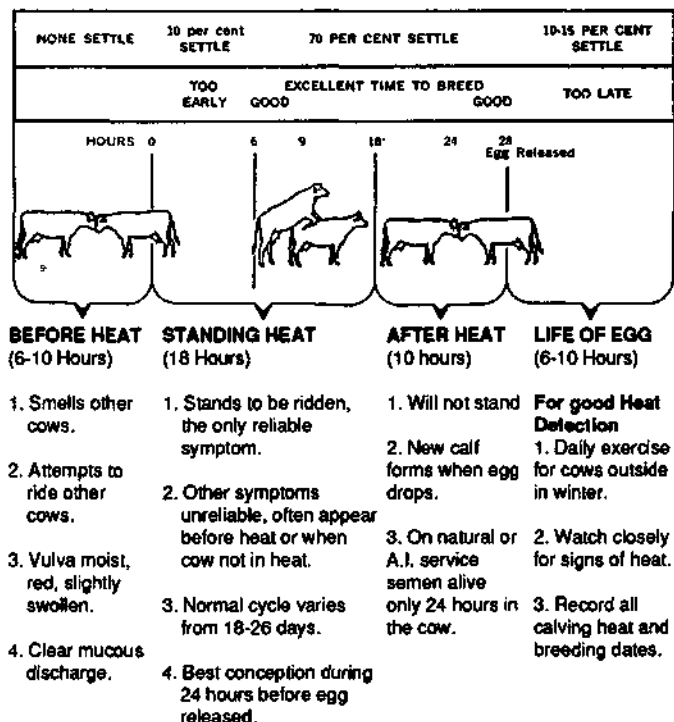 NONE SETTLE
10 per cent
SETTLE
70 PER CENT SETTLE
10-15 PER CENT
SETTLE
TOO
EARLY
EXCELLENT TIME TO BREED
GOOD
GOOD
TOO LATE
HOURS 0 6 9 18 24 28
Egg Released
BEFORE HEAT
(6-10 Hours)
1. Smells other
cows.
2. Attempts to
ride other
cows.
3. Vulva moist,
red, slightly
swollen.
4. Clear mucous
discharge.
STANDING HEAT
(18 Hours)
1. Stands to be ridden,
the only reliable
symptom.
2. Other symptoms
unreliable, often appear
before heat or when
cow not in heat.
3. Normal cycle varies
from 18-26 days.
4. Best conception during
24 hours before egg
released.
AFTER HEAT
(10 hours)
1. Will not stand
2. New calf
forms when egg
drops.
3. On natural or
A.I. service
semen alive
only 24 hours in
the cow.
LIFE OF EGG
(6-10 Hours)
For good Heat
Detection
1. Daily exercise
for cows outside
in winter.
2. Watch closely
for signs of heat.
3. Record all
calving heat and
breeding dates.